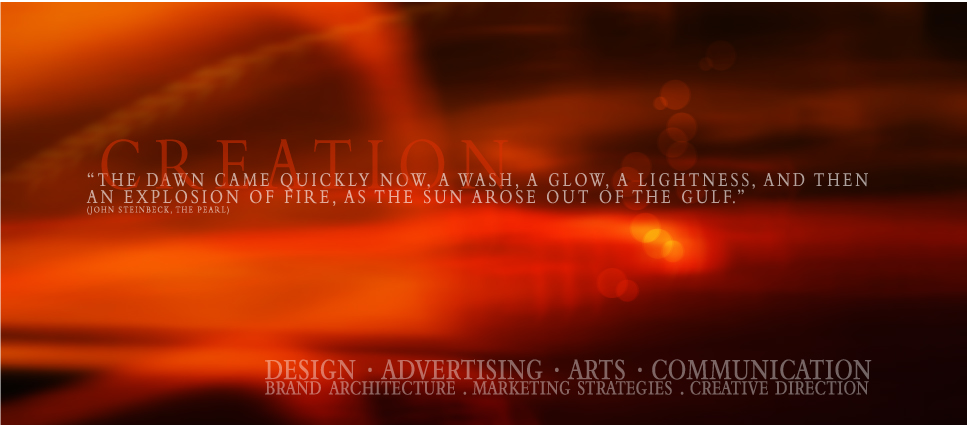 CREATION
“THE DAWN CAME QUICKLY NOW, A WASH, A GLOW, A LIGHTNESS, AND THEN
AN EXPLOSION OF FIRE, AS THE SUN AROSE OUT OF THE GULF.”
(JOHN STEINBECK, THE PEARL)
DESIGN · ADVERTISING · ARTS · COMMUNICATION
BRAND ARCHITECTURE . MARKETING STRATEGIES . CREATIVE DIRECTION